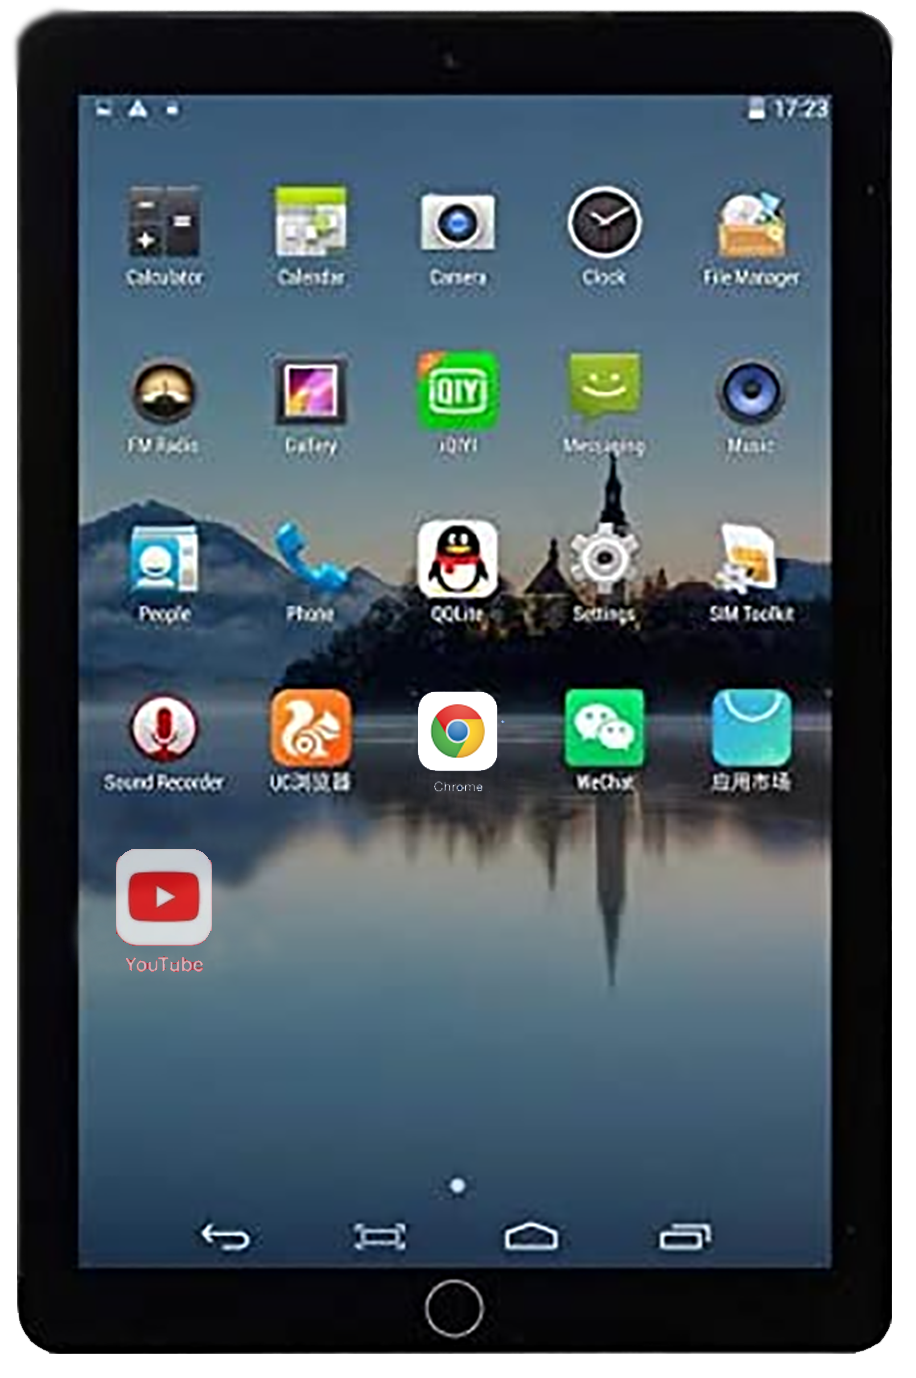 17:23
Calculator Calendar Camera Clock File Manager
iQIYI
FM Radio Gallery iQIYI Messaging Music
People Phone QQLite Settings SIM Toolkit
Sound Recorder UC浏览器 Chrome WeChat 应用市场
YouTube